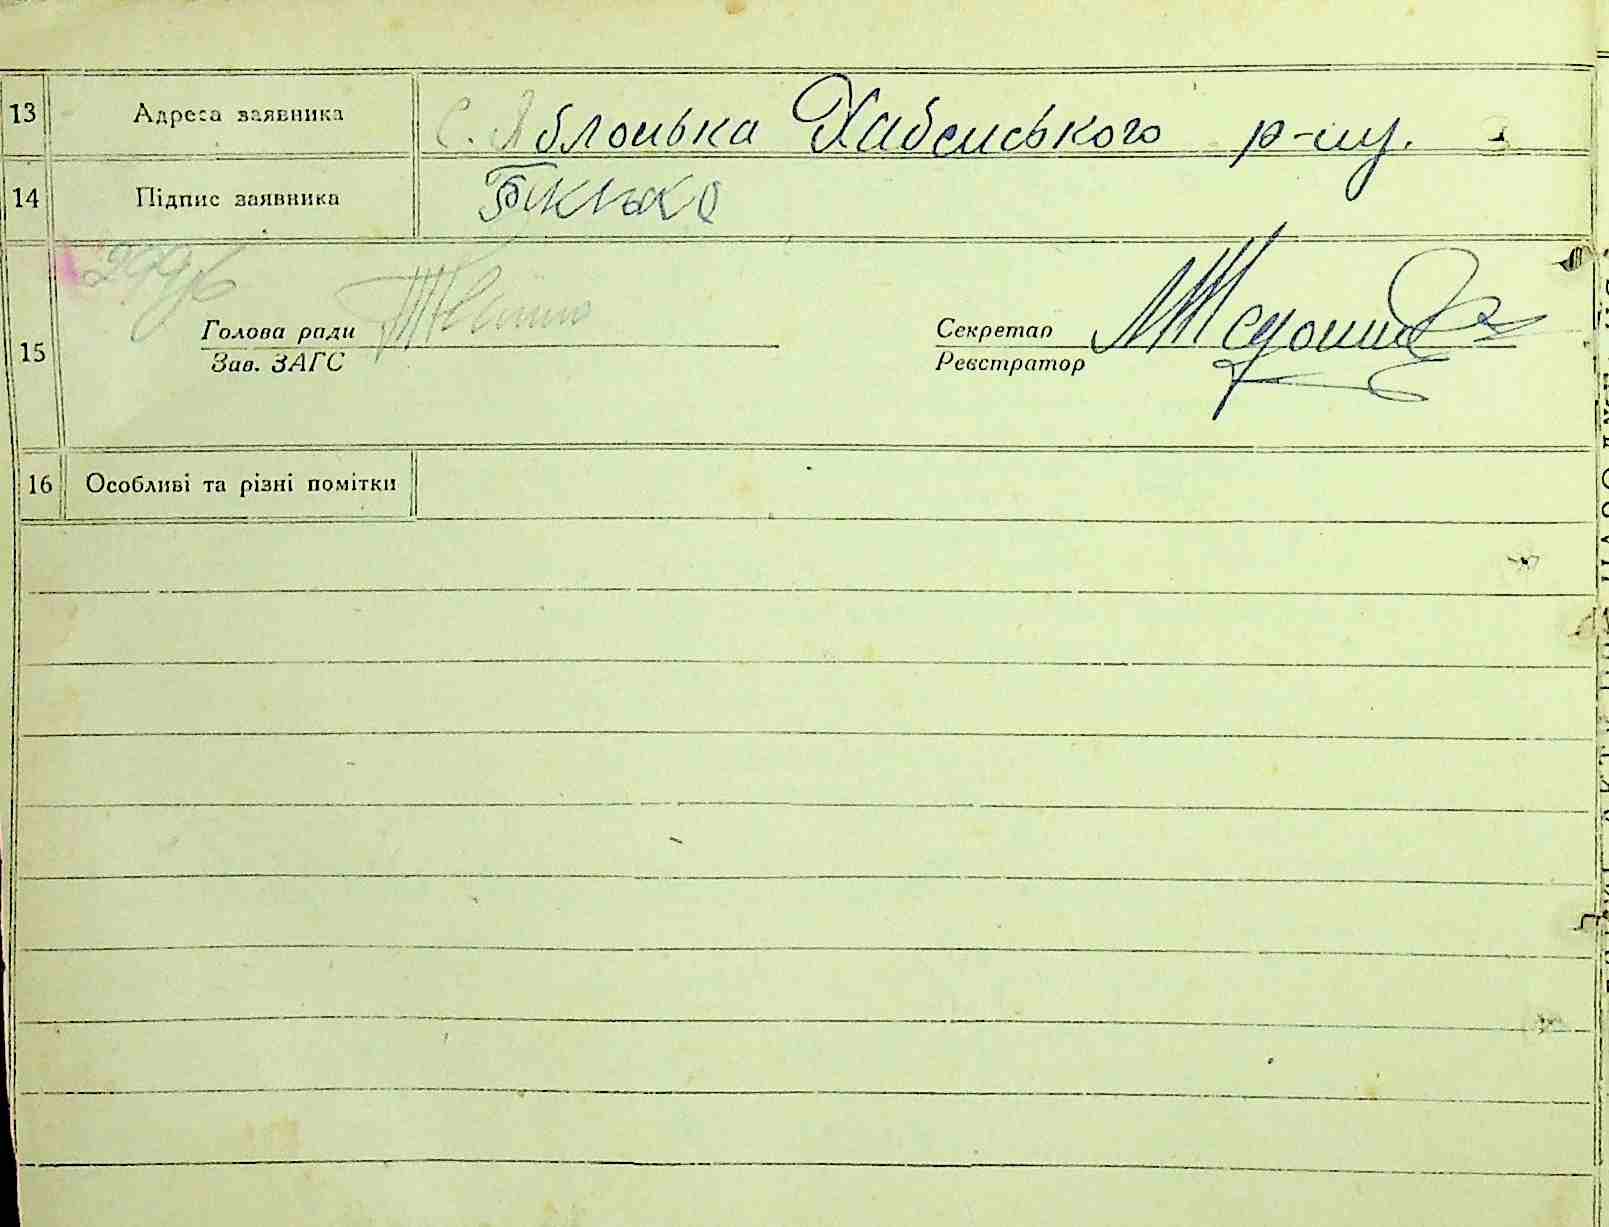 13 Адреса заявника с. Яблонька Хабенського р-ну.
14 Підпис заявника
15
Голова ради Секретар
Зав. ЗАГС Реєстратор
16 Особливі та різні помітки